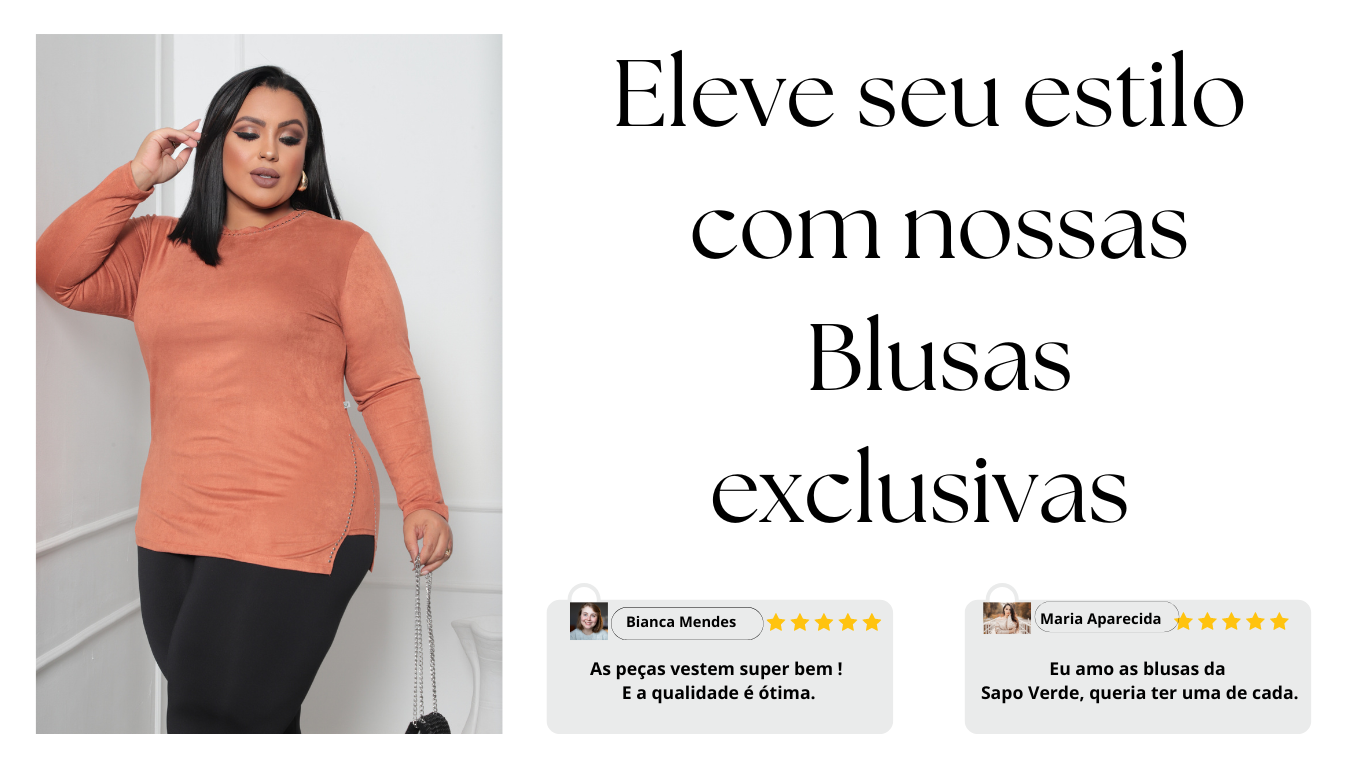 Eleve seu estilo
com nossas
Blusas
exclusivas
Bianca Mendes
As peças vestem super bem !
E a qualidade é ótima.
Maria Aparecida
Eu amo as blusas da
Sapo Verde, queria ter uma de cada.